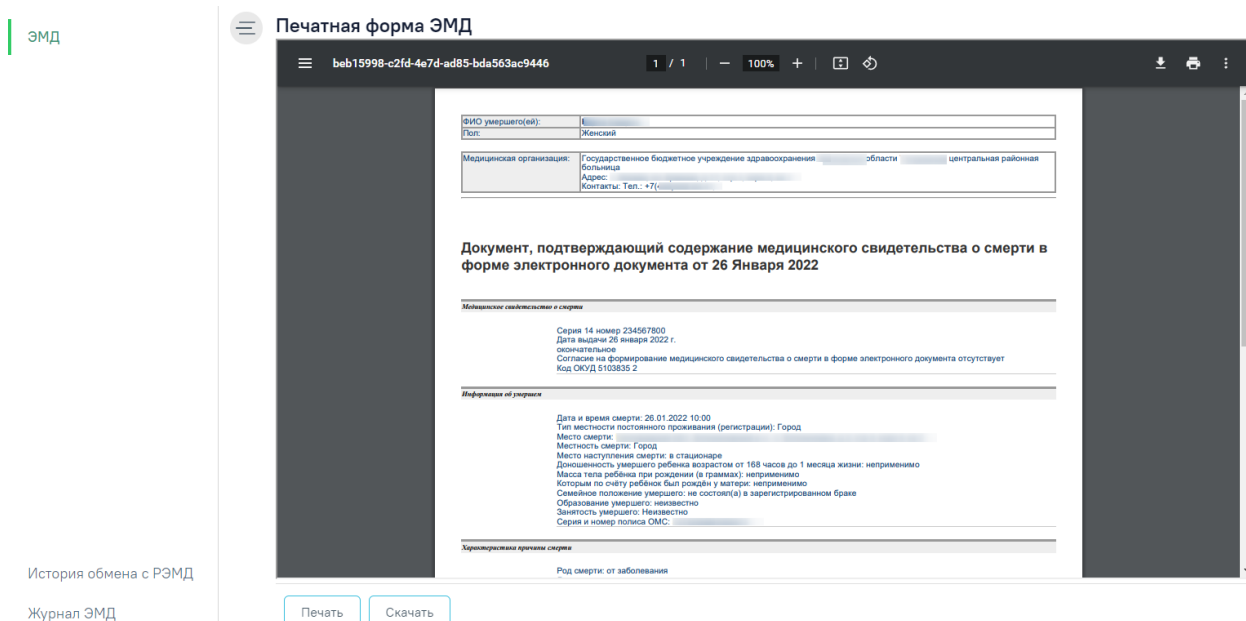 ЭМД
Печатная форма ЭМД
beb15998-c2fd-4e7d-ad85-bda563ac9446
1 / 1
100%
ФИО умершего(ей):
Пол: Женский
Медицинская организация: Государственное бюджетное учреждение здравоохранения области центральная районная
больница
Адрес:
Контакты: Тел.: +7(
Документ, подтверждающий содержание медицинского свидетельства о смерти в
форме электронного документа от 26 Января 2022
Медицинское свидетельство о смерти
Серия 14 номер 234567800
Дата выдачи 26 января 2022 г.
окончательное
Согласие на формирование медицинского свидетельства о смерти в форме электронного документа отсутствует
Код ОКУД 5103835 2
Информация об умершем
Дата и время смерти: 26.01.2022 10:00
Тип местности постоянного проживания (регистрации): Город
Место смерти:
Местность смерти: Город
Место наступления смерти: в стационаре
Доношенность умершего ребенка возрастом от 168 часов до 1 месяца жизни: неприменимо
Масса тела ребёнка при рождении (в граммах): неприменимо
Которым по счёту ребёнок был рождён у матери: неприменимо
Семейное положение умершего: не состоял(а) в зарегистрированном браке
Образование умершего: неизвестно
Занятость умершего: Неизвестно
Серия и номер полиса ОМС:
Характеристика причины смерти
Род смерти: от заболевания
История обмена с РЭМД
Журнал ЭМД
Печать
Скачать